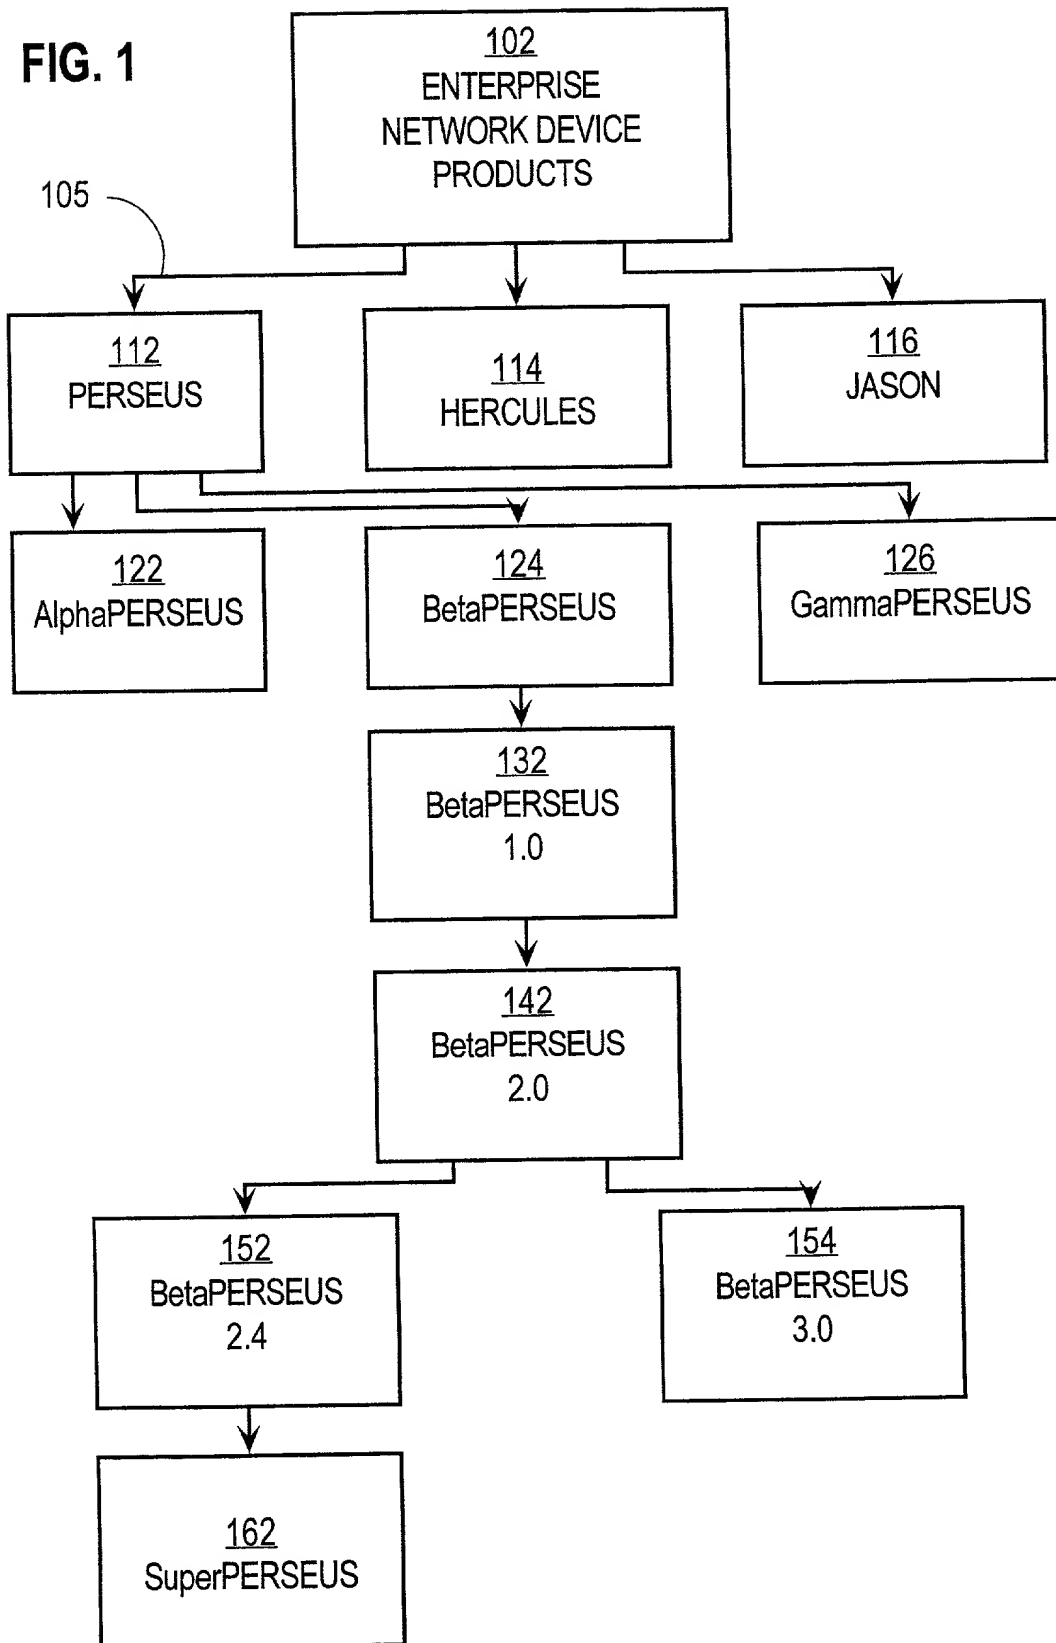 FIG. 1
102
ENTERPRISE
NETWORK DEVICE
PRODUCTS
105
112
PERSEUS
114
HERCULES
116
JASON
122
AlphaPERSEUS
124
BetaPERSEUS
126
GammaPERSEUS
132
BetaPERSEUS
1.0
142
BetaPERSEUS
2.0
152
BetaPERSEUS
2.4
154
BetaPERSEUS
3.0
162
SuperPERSEUS